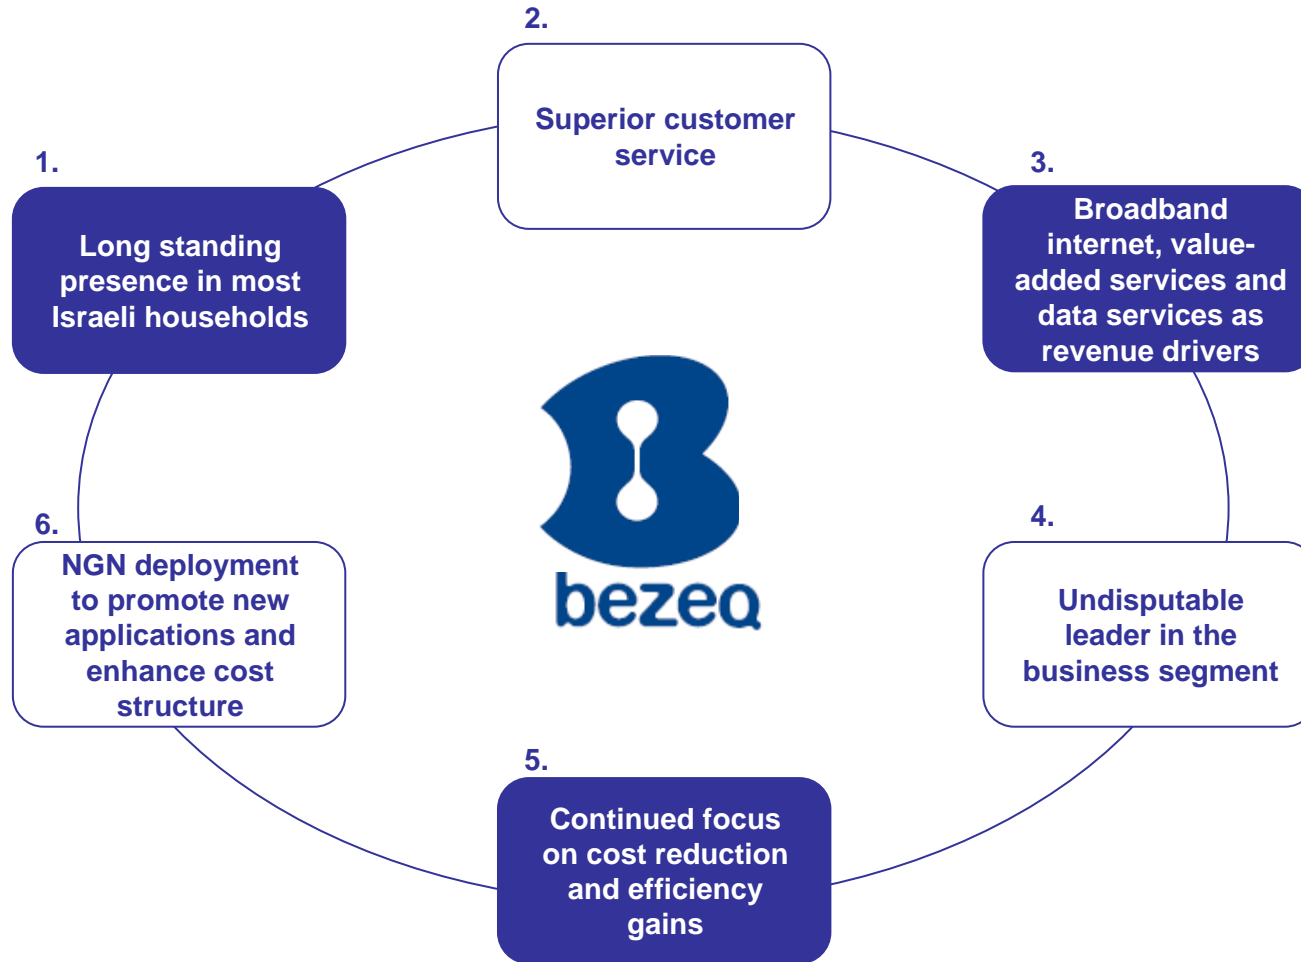 1.
Long standing
presence in most
Israeli households
2.
Superior customer
service
3.
Broadband
internet, value-
added services and
data services as
revenue drivers
4.
Undisputable
leader in the
business segment
5.
Continued focus
on cost reduction
and efficiency
gains
6.
NGN deployment
to promote new
applications and
enhance cost
structure
bezeq